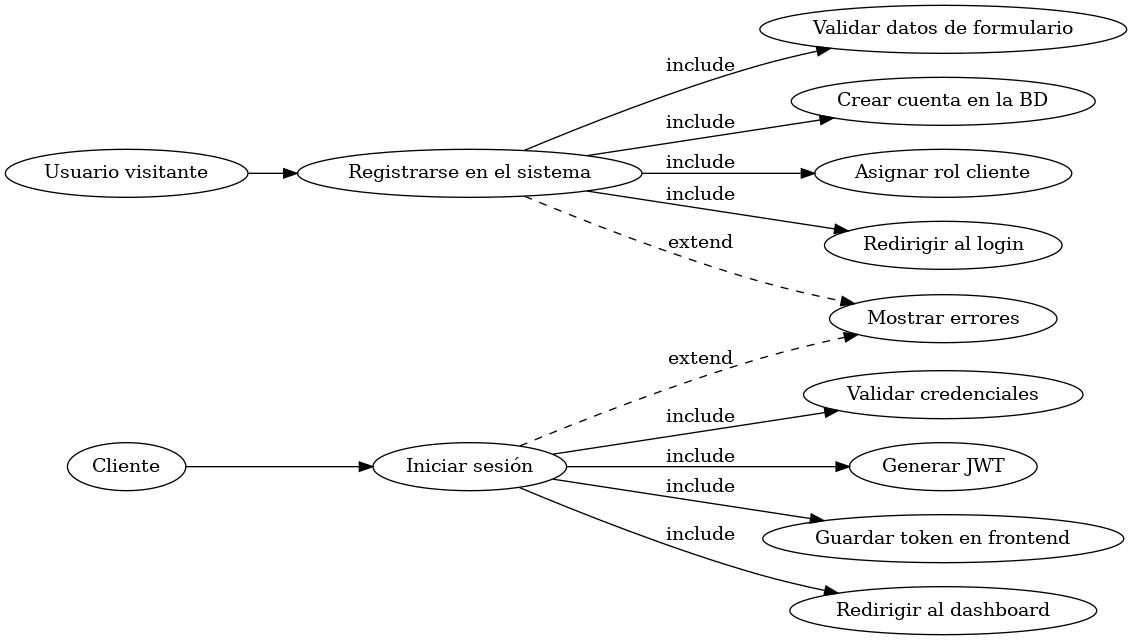 Validar datos de formulario
include
Crear cuenta en la BD
include
Usuario visitante
Registrarse en el sistema
include
Asignar rol cliente
include
Redirigir al login
extend
Mostrar errores
extend
Validar credenciales
include
Cliente
Iniciar sesión
include
Generar JWT
include
Guardar token en frontend
include
Redirigir al dashboard